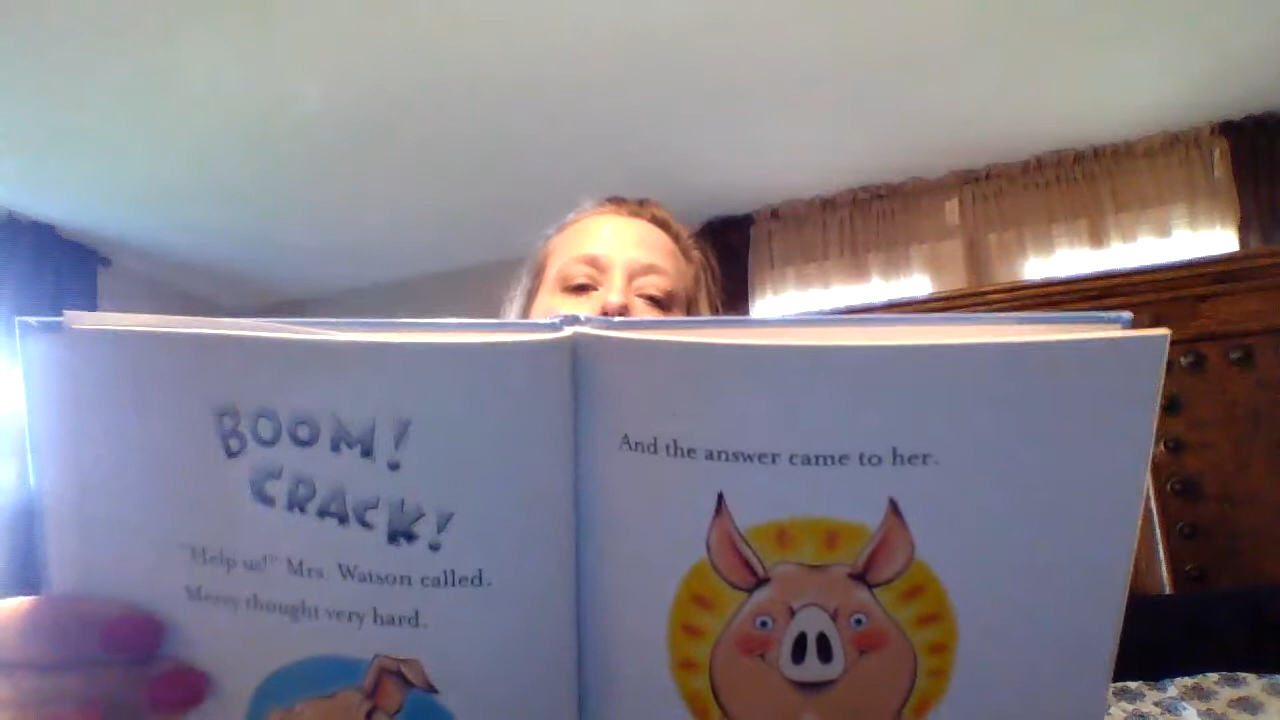 BOOM!
CRACK!
"Help us!" Mrs. Watson called.
Mercy thought very hard.
And the answer came to her.